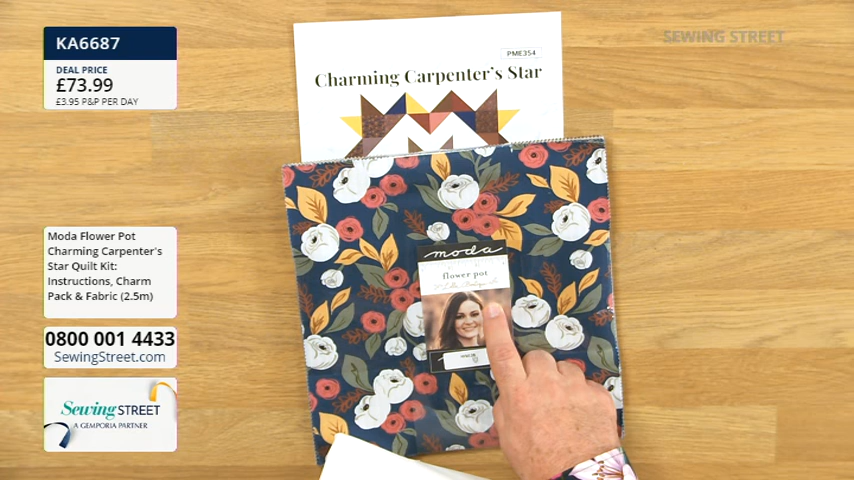 KA6687
DEAL PRICE
£73.99
£3.95 P&P PER DAY
Moda Flower Pot
Charming Carpenter's
Star Quilt Kit:
Instructions, Charm
Pack & Fabric (2.5m)
0800 001 4433
SewingStreet.com
Sewing STREET
A GEMPORIA PARTNER
SEWING STREET
PME354
Charming Carpenter's Star
moda
flower pot